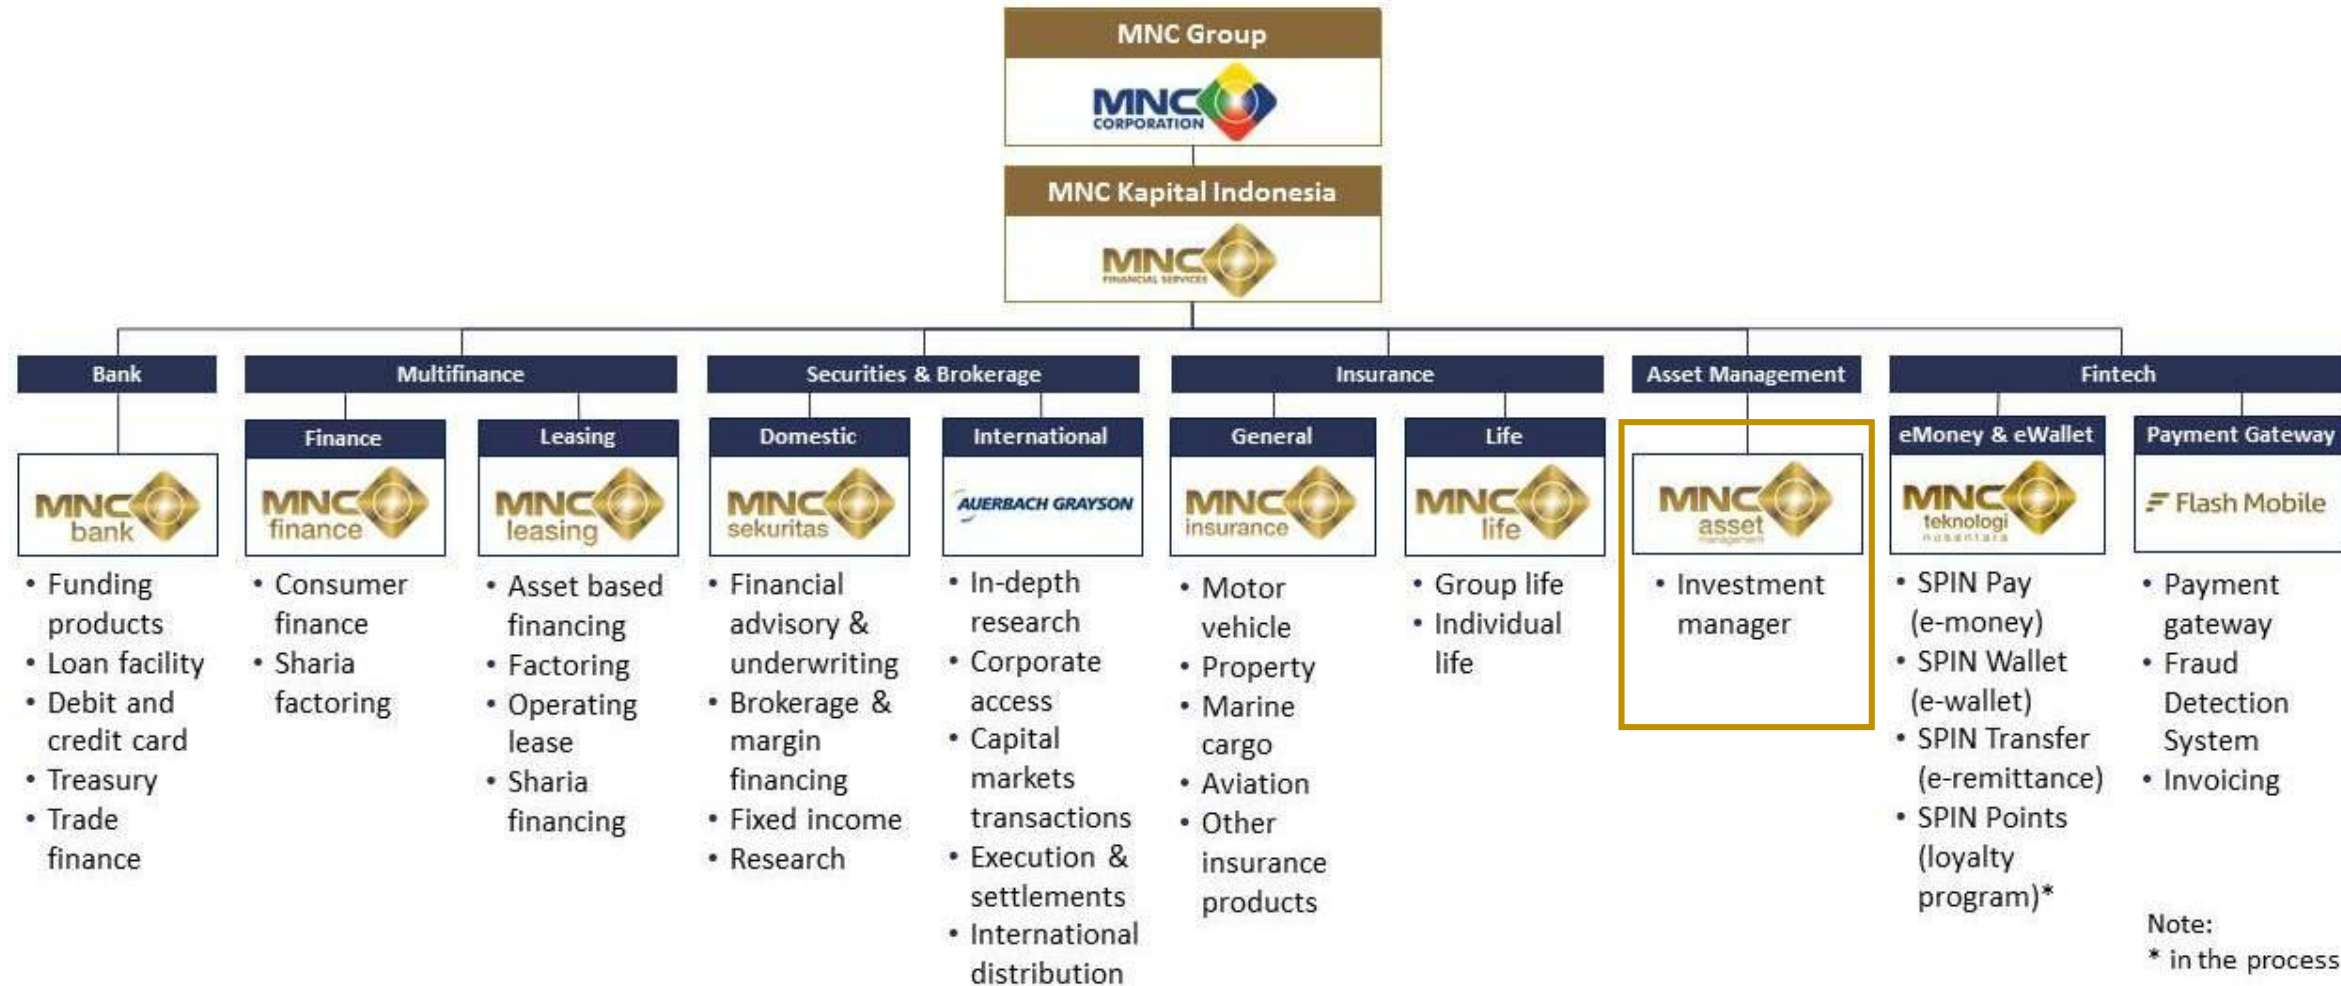 MNC Group
MNC
CORPORATION
MNC Kapital Indonesia
MNC
FINANCIAL SERVICES
Bank
Multifinance
Securities & Brokerage
Insurance
Asset Management
Fintech
Finance
Leasing
Domestic
International
General
Life
eMoney & eWallet
Payment Gateway
MNC
bank
MNC
finance
MNC
leasing
MNC
sekuritas
AUERBACH GRAYSON
MNC
insurance
MNC
life
MNC
asset
management
MNC
teknologi
nusantara
Flash Mobile
• Funding
products
• Loan facility
• Debit and
credit card
• Treasury
• Trade
finance
• Consumer
finance
• Sharia
factoring
• Asset based
financing
• Factoring
• Operating
lease
• Sharia
financing
• Financial
advisory &
underwriting
• Brokerage &
margin
financing
• Fixed income
• Research
• In-depth
research
• Corporate
access
• Capital
markets
transactions
• Execution &
settlements
• International
distribution
• Motor
vehicle
• Property
• Marine
cargo
• Aviation
• Other
insurance
products
• Group life
• Individual
life
• Investment
manager
• SPIN Pay
(e-money)
• SPIN Wallet
(e-wallet)
• SPIN Transfer
(e-remittance)
• SPIN Points
(loyalty
program)*
• Payment
gateway
• Fraud
Detection
System
• Invoicing
Note:
* in the process